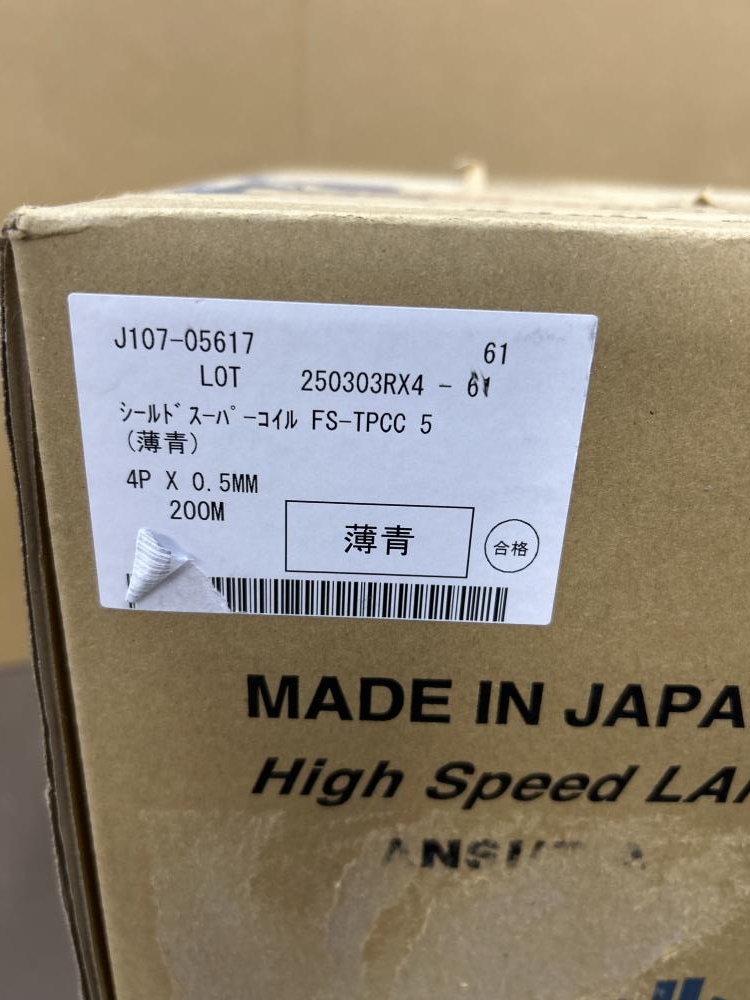 J107-05617 61
LOT 250303RX4 - 61
ｼｰﾙﾄﾞｽｰﾊﾟｰｺｲﾙ FS-TPCC 5
(薄青)
4P X 0.5MM
200M
薄青
合格
MADE IN JAPA
High Speed LA